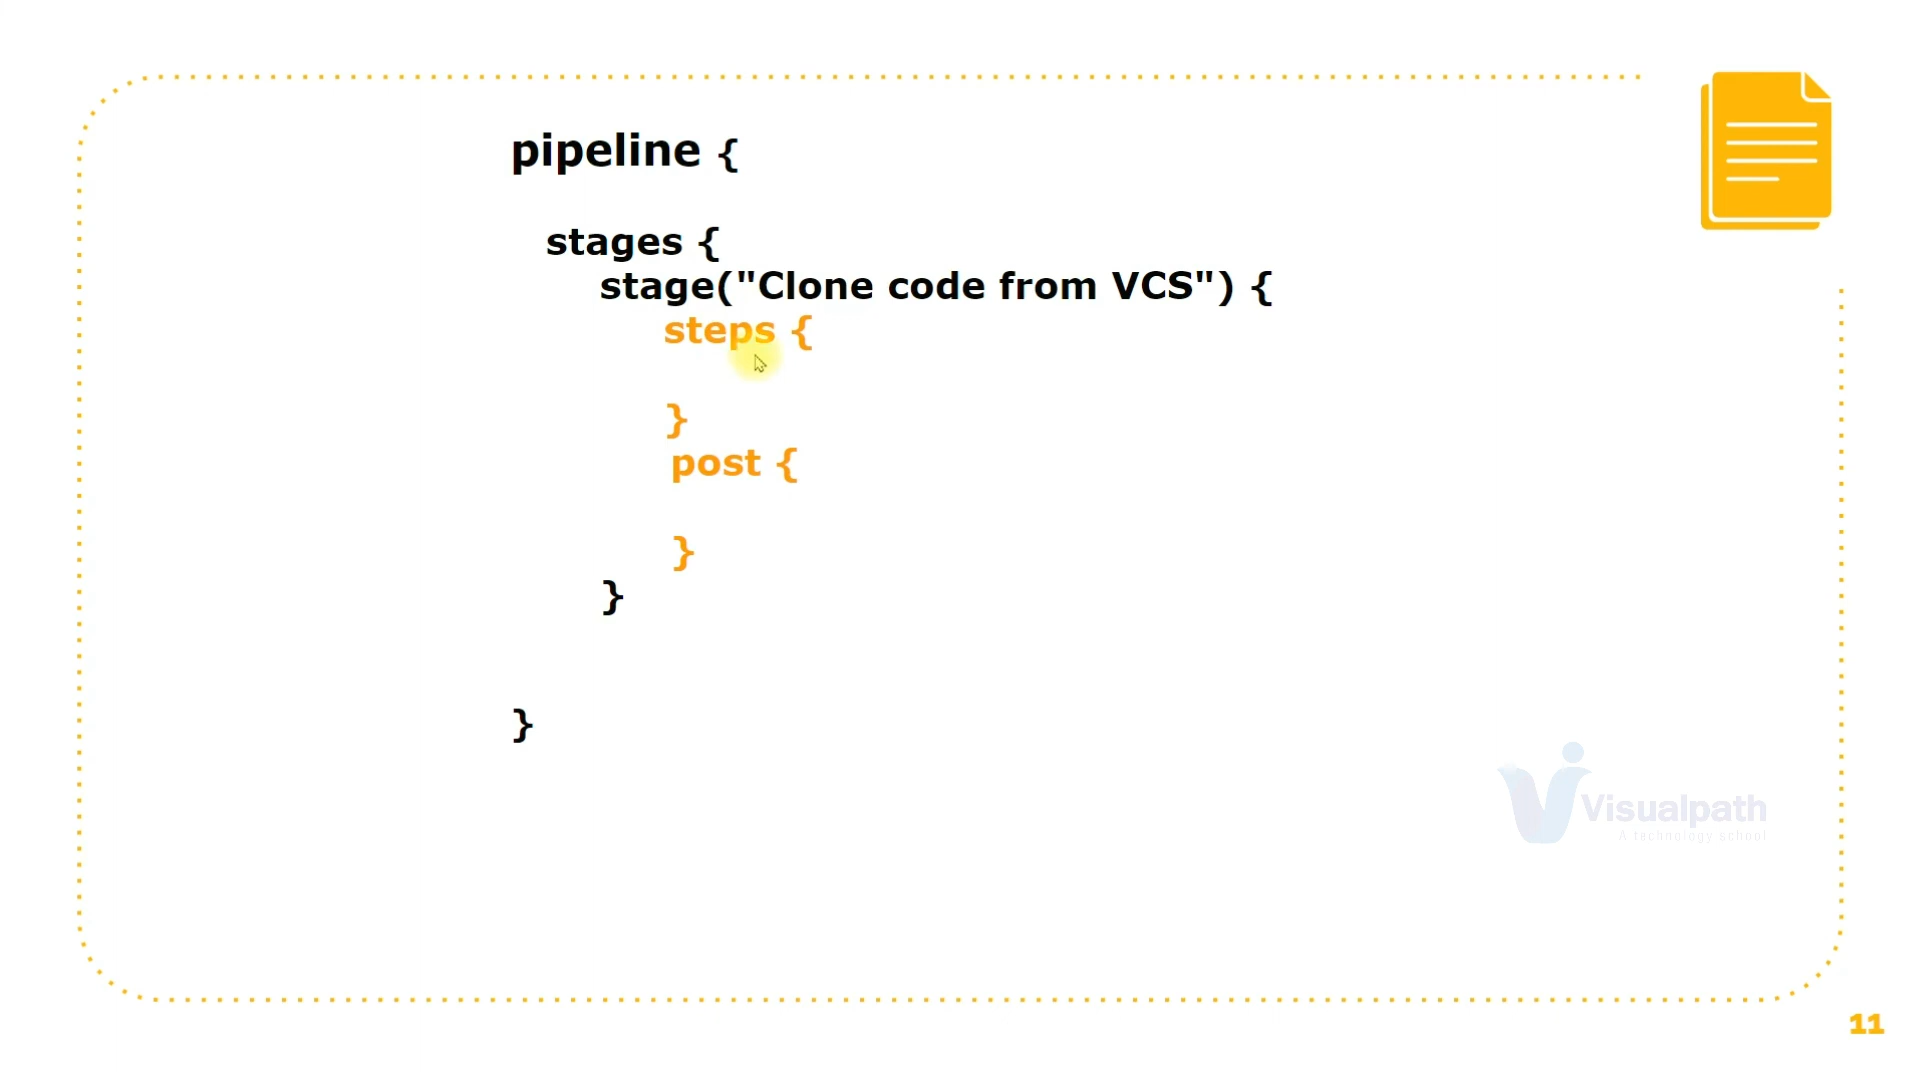 pipeline {
stages {
stage("Clone code from VCS") {
steps {
}
post {
}
}
}
Visualpath
A technology school
11